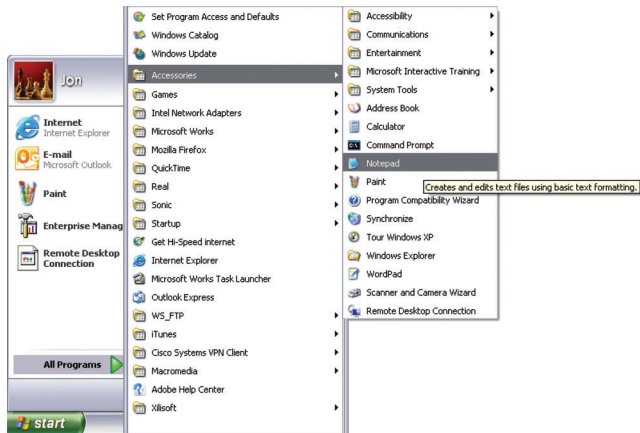 Jon
Internet
Internet Explorer
E-mail
Microsoft Outlook
Paint
Enterprise Manag
Remote Desktop
Connection
All Programs
start
Set Program Access and Defaults
Windows Catalog
Windows Update
Accessories
Games
Intel Network Adapters
Microsoft Works
Mozilla Firefox
QuickTime
Real
Sonic
Startup
Get Hi-Speed internet
Internet Explorer
Microsoft Works Task Launcher
Outlook Express
WS_FTP
iTunes
Cisco Systems VPN Client
Macromedia
Adobe Help Center
Xilisoft
Accessibility
Communications
Entertainment
Microsoft Interactive Training
System Tools
Address Book
Calculator
Command Prompt
Notepad
Paint
Creates and edits text files using basic text formatting.
Program Compatibility Wizard
Synchronize
Tour Windows XP
Windows Explorer
WordPad
Scanner and Camera Wizard
Remote Desktop Connection